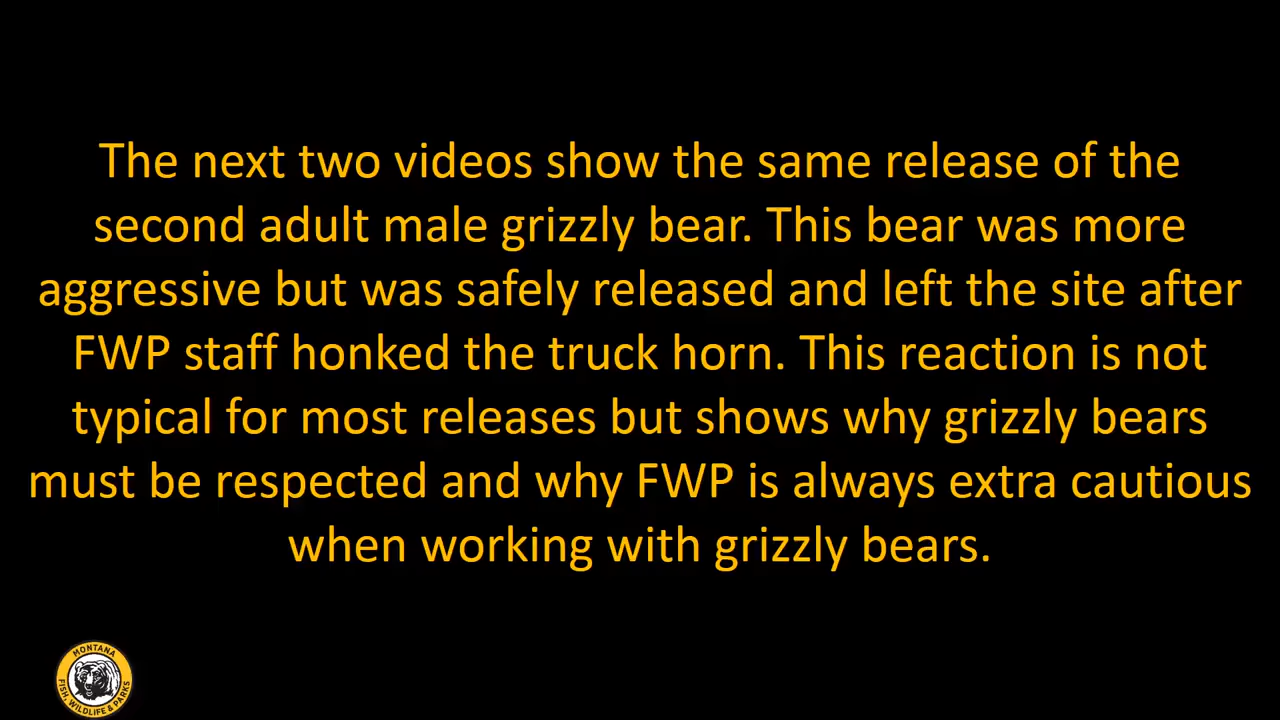 The next two videos show the same release of the
second adult male grizzly bear. This bear was more
aggressive but was safely released and left the site after
FWP staff honked the truck horn. This reaction is not
typical for most releases but shows why grizzly bears
must be respected and why FWP is always extra cautious
when working with grizzly bears.
MONTANA
FISH, WILDLIFE & PARKS